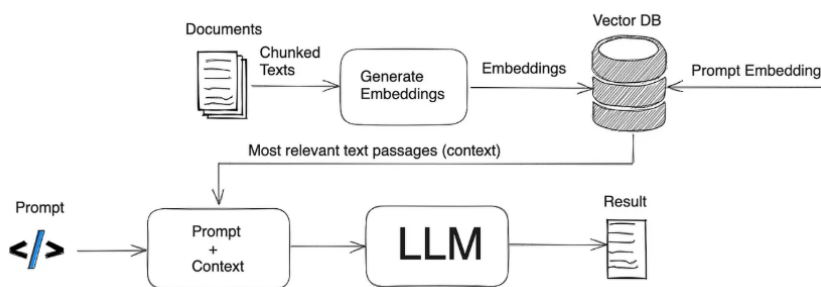 Documents
Vector DB
Chunked
Texts
Generate
Embeddings
Embeddings
Prompt Embedding
Most relevant text passages (context)
Prompt
</>
Prompt
+
Context
LLM
Result